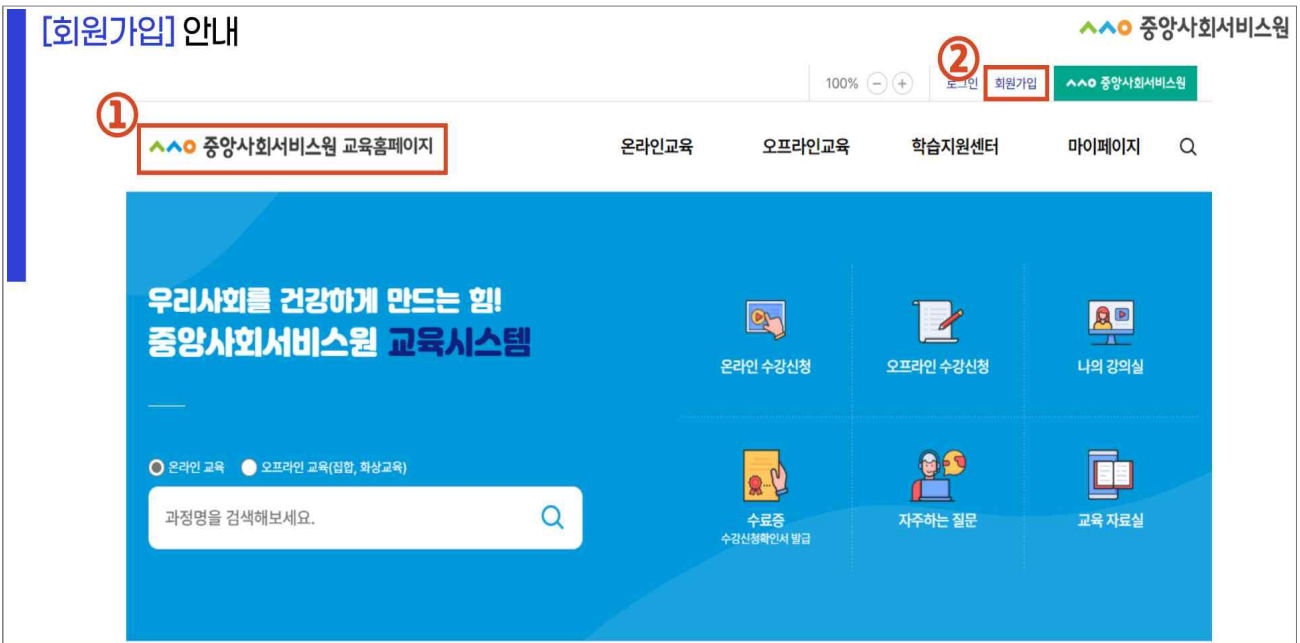 [회원가입] 안내
중앙사회서비스원
②
100% - +
로그인
회원가입
중앙사회서비스원
①
중앙사회서비스원 교육홈페이지
온라인교육
오프라인교육
학습지원센터
마이페이지
우리사회를 건강하게 만드는 힘!
중앙사회서비스원 교육시스템
온라인 수강신청
오프라인 수강신청
나의 강의실
온라인 교육
오프라인 교육(집합, 화상교육)
과정명을 검색해보세요.
수료증
수강신청확인서 발급
자주하는 질문
교육 자료실